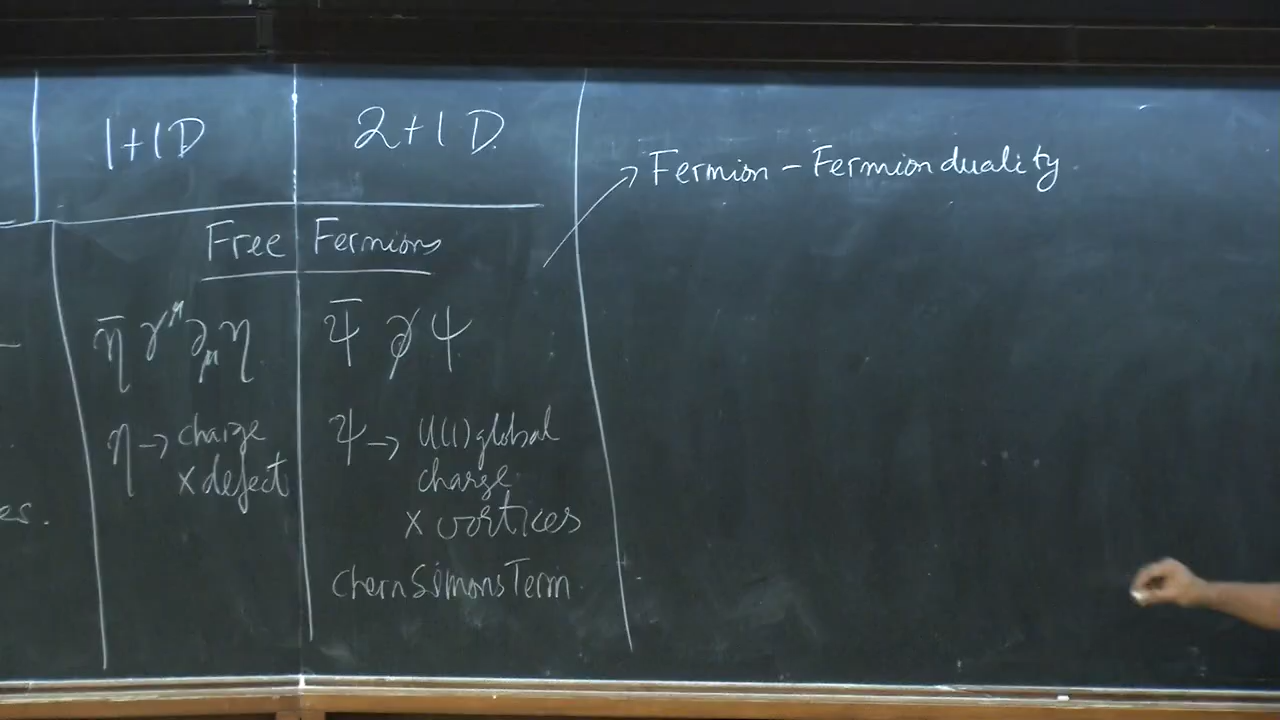 1+1D
2+1 D.
Fermion - Fermion duality
Free Fermions
η̄ γ^μ ∂_μ η
Ψ̄ ∂̸ Ψ
η → charge
x defect
Ψ → U(1) global
charge
x vortices
Chern Simons Term
es.